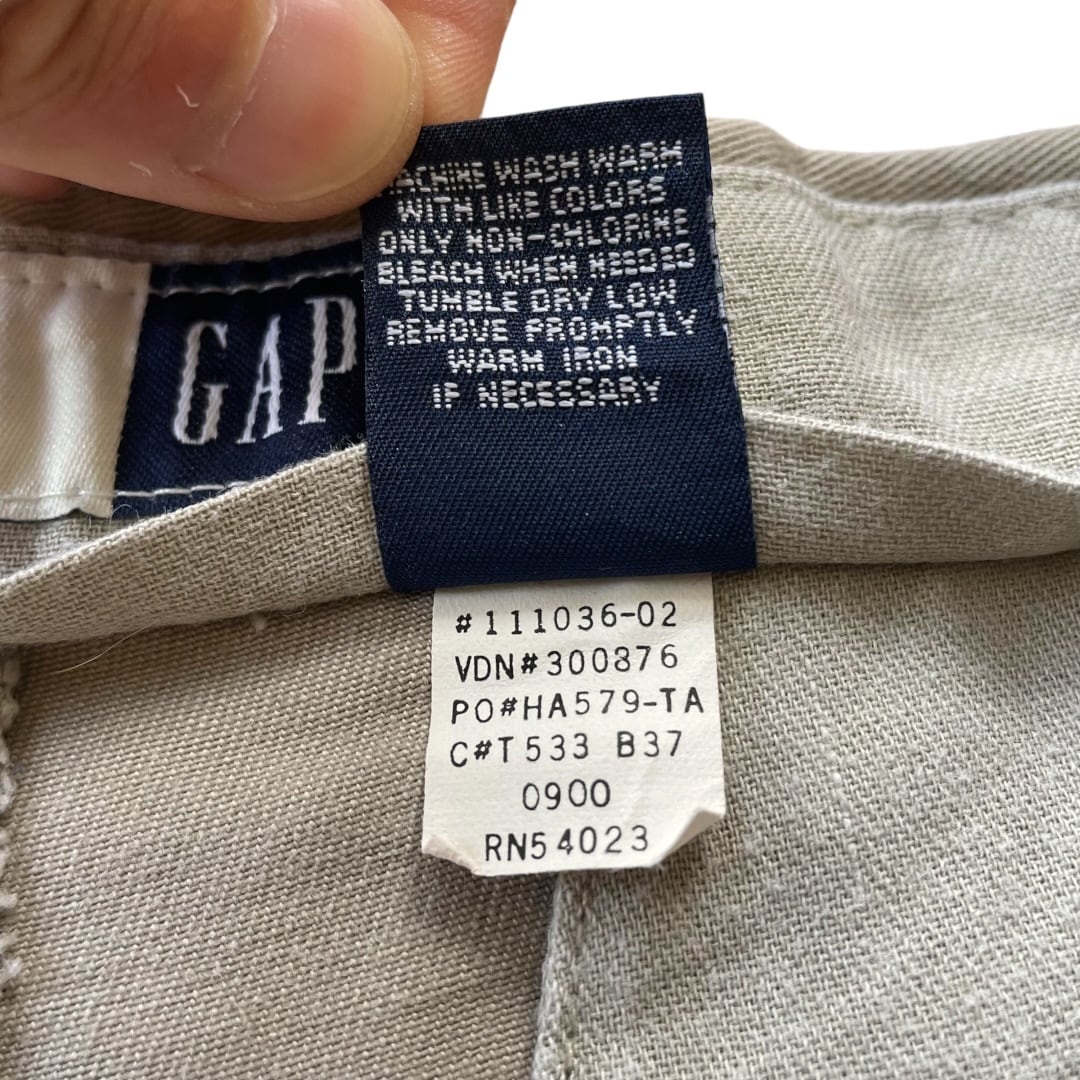 MACHINE WASH WARM
WITH LIKE COLORS
ONLY NON-CHLORINE
BLEACH WHEN NEEDED
TUMBLE DRY LOW
REMOVE PROMPTLY
WARM IRON
IF NECESSARY
GAP
#111036-02
VDN#300876
PO#HA579-TA
C#T533 B37
0900
RN54023